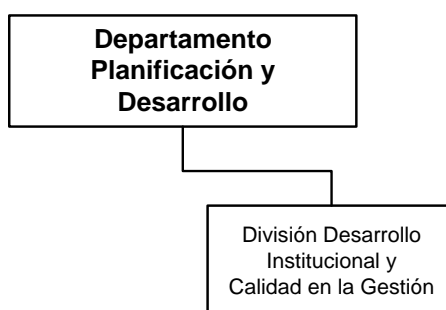 Departamento
Planificación y
Desarrollo
División Desarrollo
Institucional y
Calidad en la Gestión